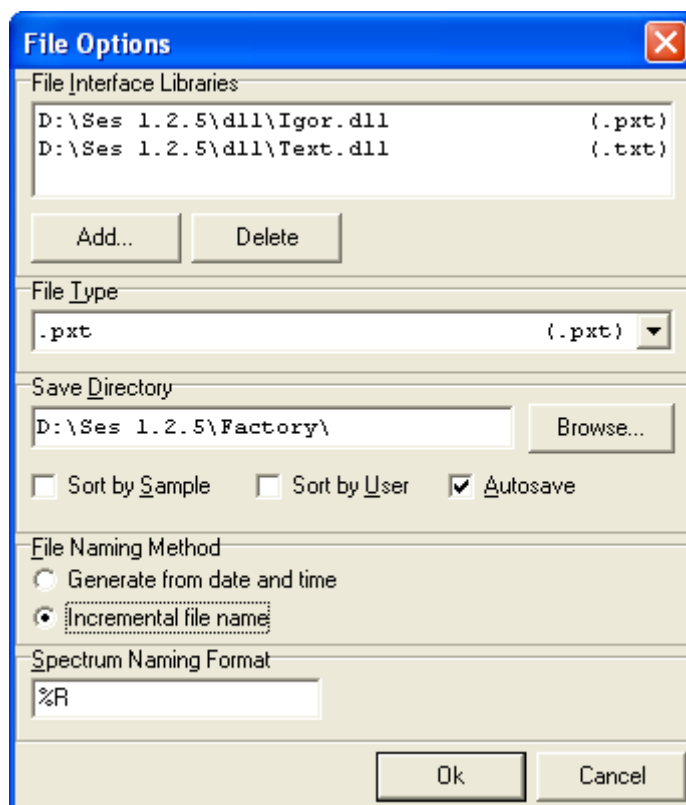 File Options
File Interface Libraries
D:\Ses 1.2.5\dll\Igor.dll (.pxt)
D:\Ses 1.2.5\dll\Text.dll (.txt)
Add... Delete
File Type
.pxt (.pxt)
Save Directory
D:\Ses 1.2.5\Factory\ Browse...
Sort by Sample Sort by User Autosave
File Naming Method
Generate from date and time
Incremental file name
Spectrum Naming Format
%R
Ok Cancel